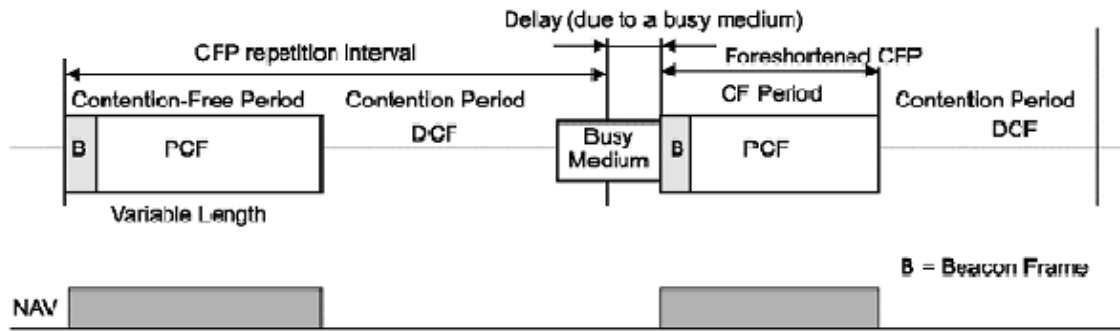 Delay (due to a busy medium)
CFP repetition interval
Foreshortened CFP
Contention-Free Period
Contention Period
CF Period
Contention Period
B
PCF
DCF
Busy
Medium
B
PCF
DCF
Variable Length
B = Beacon Frame
NAV